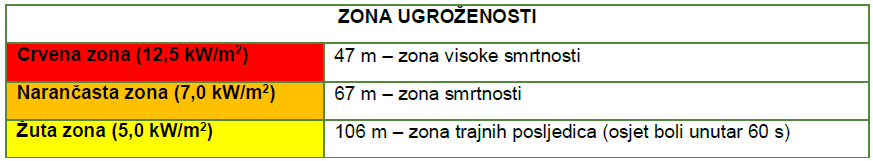 ZONA UGROŽENOSTI
Crvena zona (12,5 kW/m²) 47 m – zona visoke smrtnosti
Narančasta zona (7,0 kW/m²) 67 m – zona smrtnosti
Žuta zona (5,0 kW/m²) 106 m – zona trajnih posljedica (osjet boli unutar 60 s)